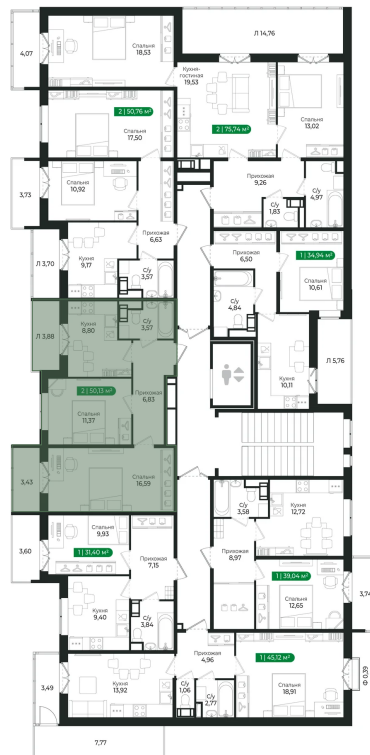 Л 14,76
4,07
Спальня
18,53
Кухня-
гостиная
19,53
Спальня
13,02
2 | 50,76 м²
Спальня
17,50
2 | 75,74 м²
Спальня
10,92
Прихожая
9,26
С/у
4,97
С/у
1,83
3,73
Прихожая
6,63
Прихожая
6,50
1 | 34,94 м²
Л 3,70
Кухня
9,17
С/у
3,57
Спальня
10,61
С/у
4,84
Л 3,88
Кухня
8,80
С/у
3,57
Кухня
10,11
Л 5,76
2 | 50,13 м²
Спальня
11,37
Прихожая
6,83
3,43
Спальня
16,59
С/у
3,58
Кухня
12,72
Спальня
9,93
3,60
1 | 31,40 м²
Прихожая
7,15
Прихожая
8,97
1 | 39,04 м²
Спальня
12,65
3,74
Кухня
9,40
С/у
3,84
Прихожая
4,96
1 | 45,12 м²
Ф 0,39
3,49
Кухня
13,92
С/у
1,06
С/у
2,77
Спальня
18,91
7,77